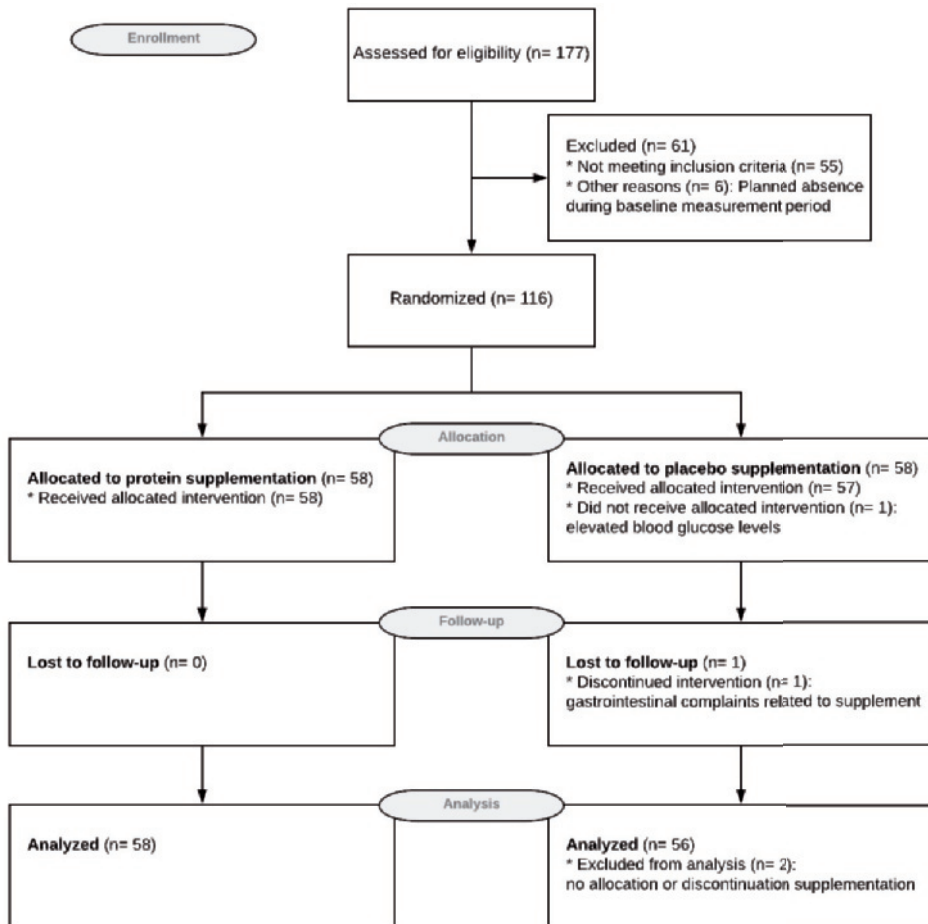 Enrollment
Assessed for eligibility (n= 177)
Excluded (n= 61)
* Not meeting inclusion criteria (n= 55)
* Other reasons (n= 6): Planned absence
during baseline measurement period
Randomized (n= 116)
Allocation
Allocated to protein supplementation (n= 58)
* Received allocated intervention (n= 58)
Allocated to placebo supplementation (n= 58)
* Received allocated intervention (n= 57)
* Did not receive allocated intervention (n= 1):
elevated blood glucose levels
Follow-up
Lost to follow-up (n= 0)
Lost to follow-up (n= 1)
* Discontinued intervention (n= 1):
gastrointestinal complaints related to supplement
Analysis
Analyzed (n= 58)
Analyzed (n= 56)
* Excluded from analysis (n= 2):
no allocation or discontinuation supplementation